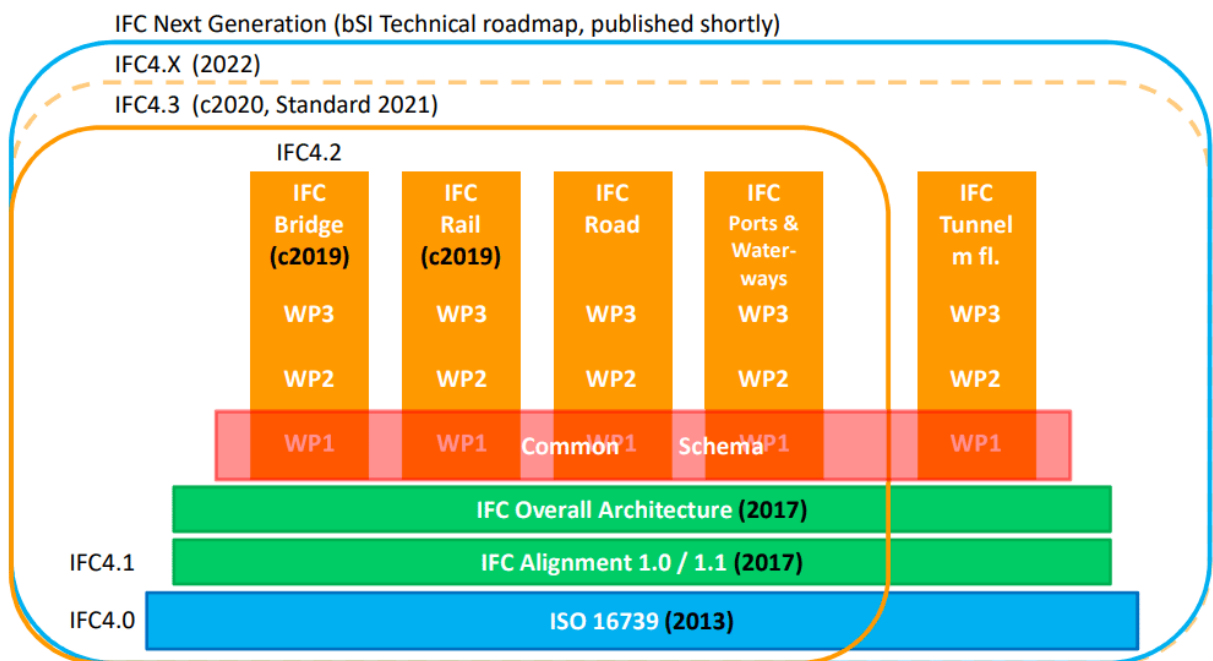 IFC Next Generation (bSI Technical roadmap, published shortly)
IFC4.X (2022)
IFC4.3 (c2020, Standard 2021)
IFC4.2
IFC
Bridge
(c2019)
WP3
WP2
WP1
IFC
Rail
(c2019)
WP3
WP2
WP1
IFC
Road
WP3
WP2
WP1
IFC
Ports &
Water-
ways
WP3
WP2
WP1
IFC
Tunnel
m fl.
WP3
WP2
WP1
Common Schema
IFC Overall Architecture (2017)
IFC4.1
IFC Alignment 1.0 / 1.1 (2017)
IFC4.0
ISO 16739 (2013)